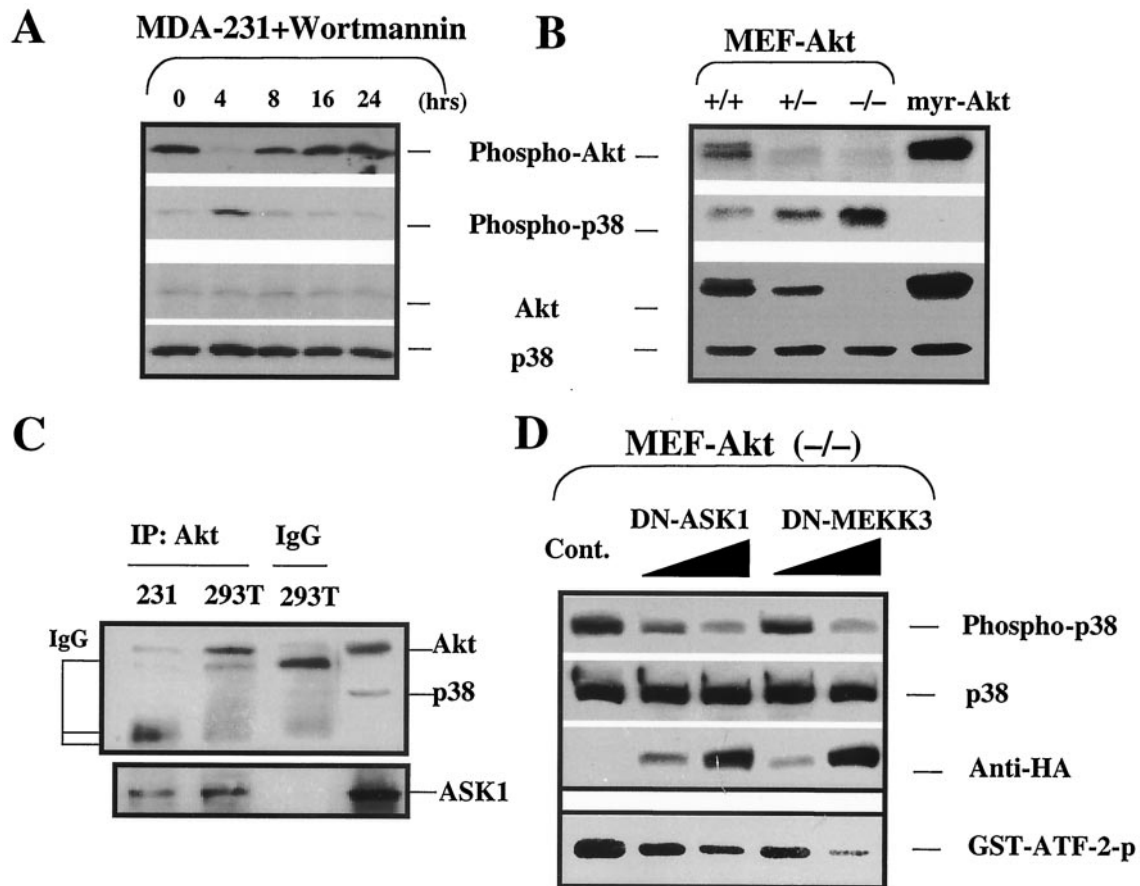 A
MDA-231+Wortmannin
0 4 8 16 24 (hrs)
B
MEF-Akt
+/+ +/– –/– myr-Akt
Phospho-Akt
Phospho-p38
Akt
p38
C
IP: Akt IgG
231 293T 293T
IgG
Akt
p38
ASK1
D
MEF-Akt (–/–)
DN-ASK1 DN-MEKK3
Cont.
Phospho-p38
p38
Anti-HA
GST-ATF-2-p